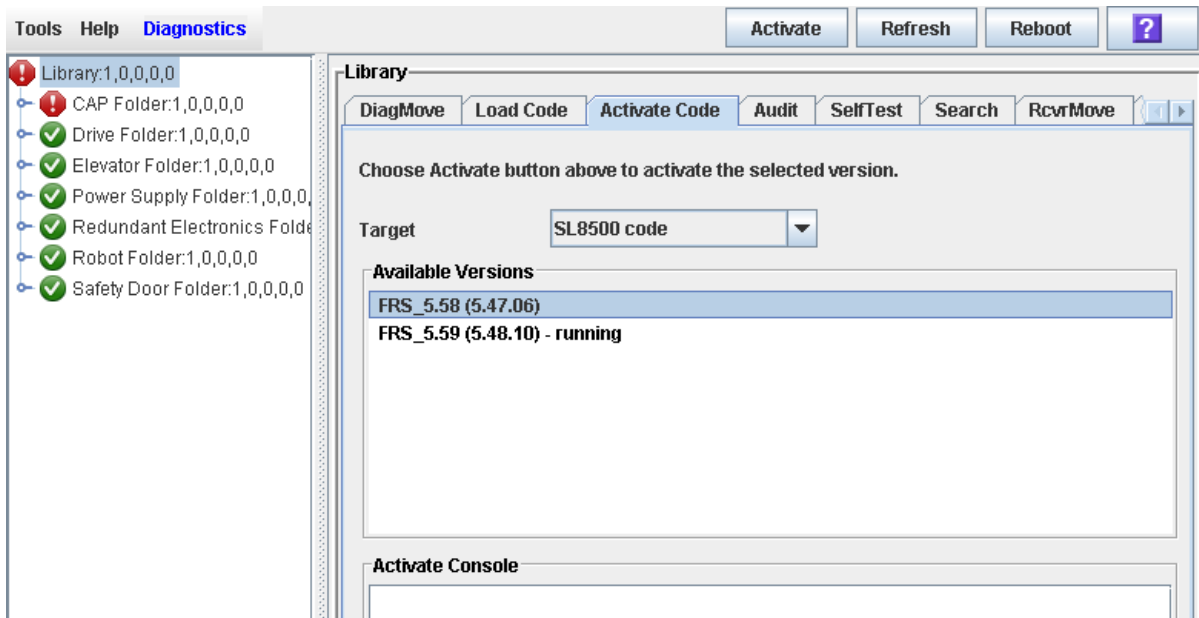 Tools Help Diagnostics
Activate Refresh Reboot ?
Library:1,0,0,0,0
CAP Folder:1,0,0,0,0
Drive Folder:1,0,0,0,0
Elevator Folder:1,0,0,0,0
Power Supply Folder:1,0,0,0,
Redundant Electronics Folde
Robot Folder:1,0,0,0,0
Safety Door Folder:1,0,0,0,0
Library
DiagMove Load Code Activate Code Audit SelfTest Search RcvrMove
Choose Activate button above to activate the selected version.
Target SL8500 code
Available Versions
FRS_5.58 (5.47.06)
FRS_5.59 (5.48.10) - running
Activate Console